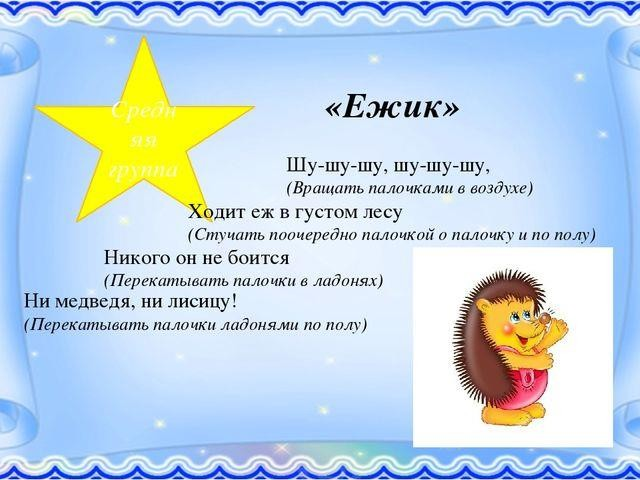 Средн
яя
группа
«Ежик»
Шу-шу-шу, шу-шу-шу,
(Вращать палочками в воздухе)
Ходит еж в густом лесу
(Стучать поочередно палочкой о палочку и по полу)
Никого он не боится
(Перекатывать палочки в ладонях)
Ни медведя, ни лисицу!
(Перекатывать палочки ладонями по полу)